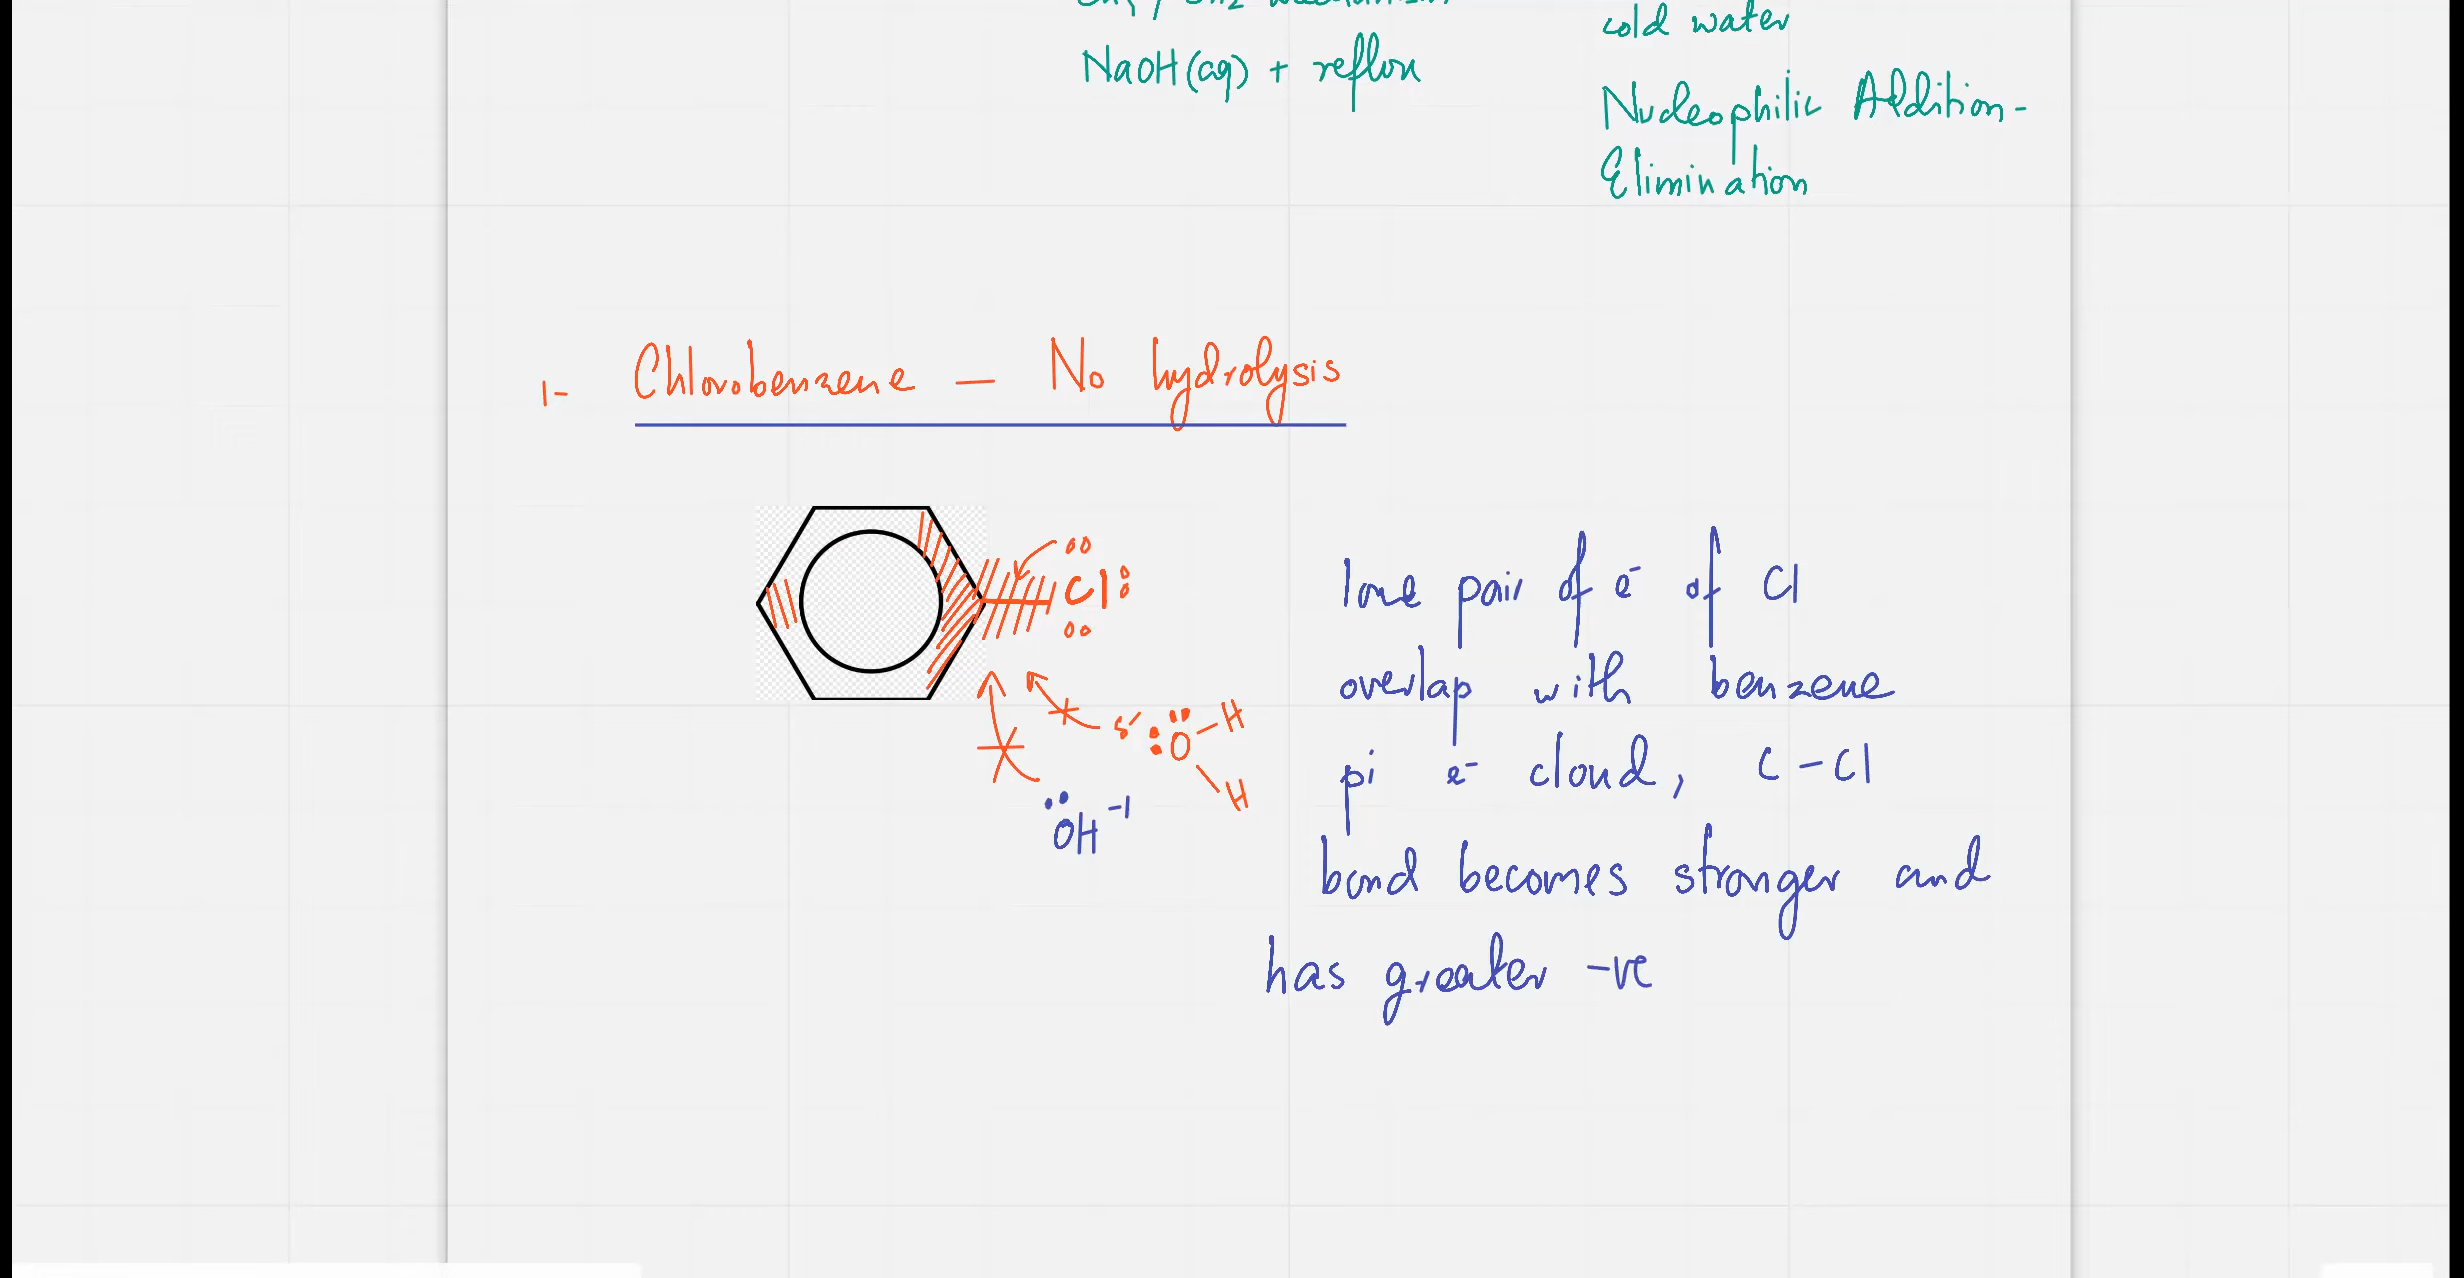 cold water
NaOH(aq) + reflux
Nucleophilic Addition-
Elimination
1- Chlorobenzene — No hydrolysis
Cl
lone pair of e⁻ of Cl
overlap with benzene
δ⁻ O H
H
pi e⁻ cloud, C-Cl
OH⁻¹
bond becomes stronger and
has greater -ve